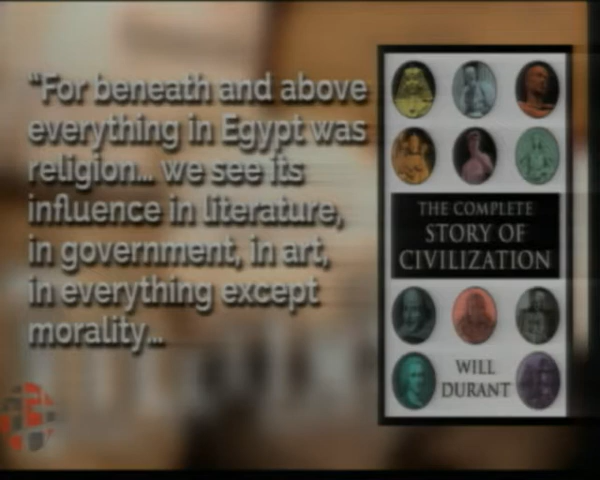 “For beneath and above
everything in Egypt was
religion... we see its
influence in literature,
in government, in art,
in everything except
morality...
THE COMPLETE
STORY OF
CIVILIZATION
WILL
DURANT